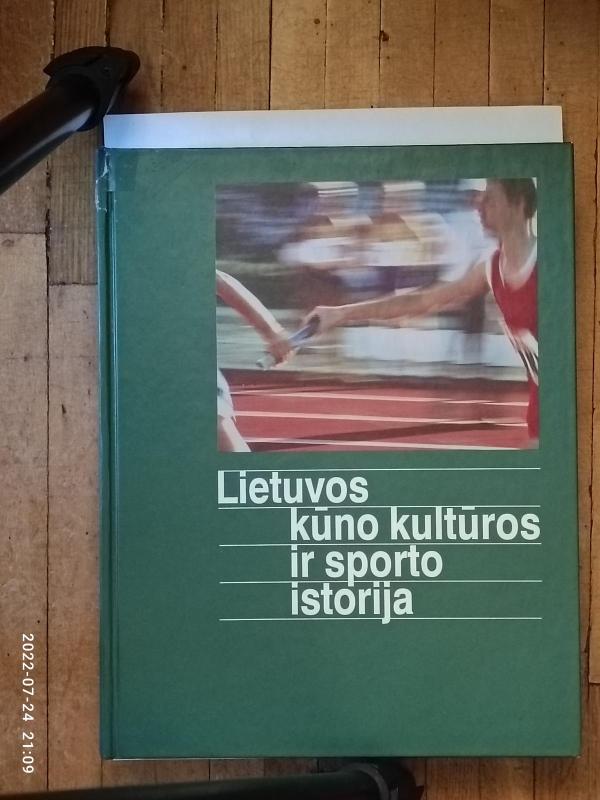 Lietuvos
kūno kultūros
ir sporto
istorija
2022-07-24 21:09